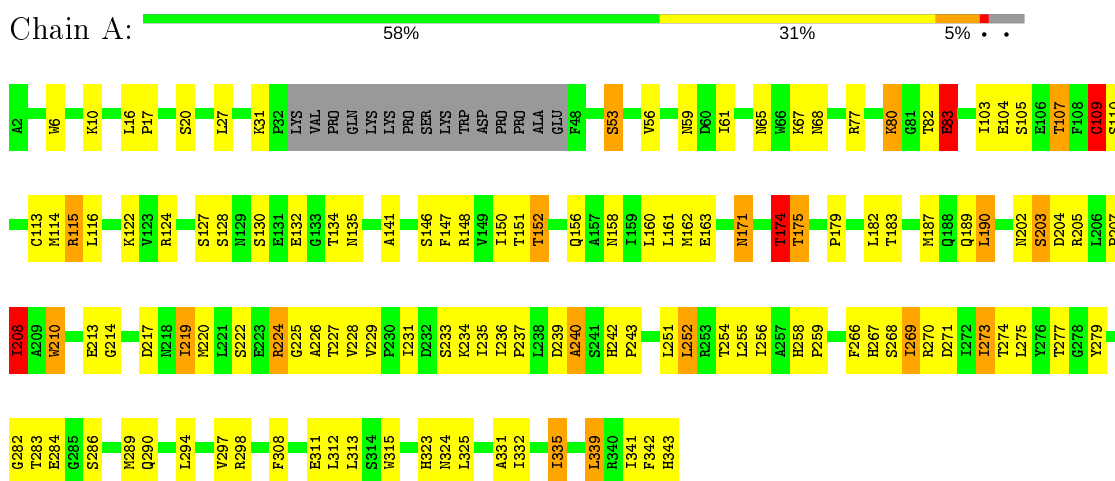 Chain A:
58% 31% 5% • •
A2 W6 K10 L16 P17 S20 L27 K31 P32 LYS VAL PRO GLN LYS LYS PRO SER LYS TRP ASP PRO PRO ALA GLU F48 S53 V56 N59 D60 I61 N65 W66 K67 N68 R77 K80 G81 T82 E83 I103 E104 S105 E106 T107 F108 C109 S110
C113 M114 R115 L116 K122 V123 R124 S127 S128 N129 S130 E131 E132 G133 T134 N135 A141 S146 F147 R148 V149 I150 T151 T152 Q156 A157 N158 I159 L160 L161 M162 E163 N171 T174 T175 P179 L182 T183 M187 Q188 Q189 L190 N202 S203 D204 R205 L206 P207
I208 A209 W210 E213 G214 D217 N218 I219 M220 L221 S222 E223 R224 G225 A226 T227 V228 V229 P230 I231 D232 S233 K234 I235 I236 P237 L238 D239 A240 S241 H242 P243 L251 L252 R253 T254 L255 I256 A257 H258 P259 F266 H267 S268 I269 R270 D271 I272 I273 T274 L275 Y276 T277 G278 Y279
G282 T283 E284 G285 S286 M289 Q290 L294 V297 R298 F308 E311 L312 L313 S314 W315 H323 N324 L325 A331 I332 I335 L339 R340 I341 F342 H343